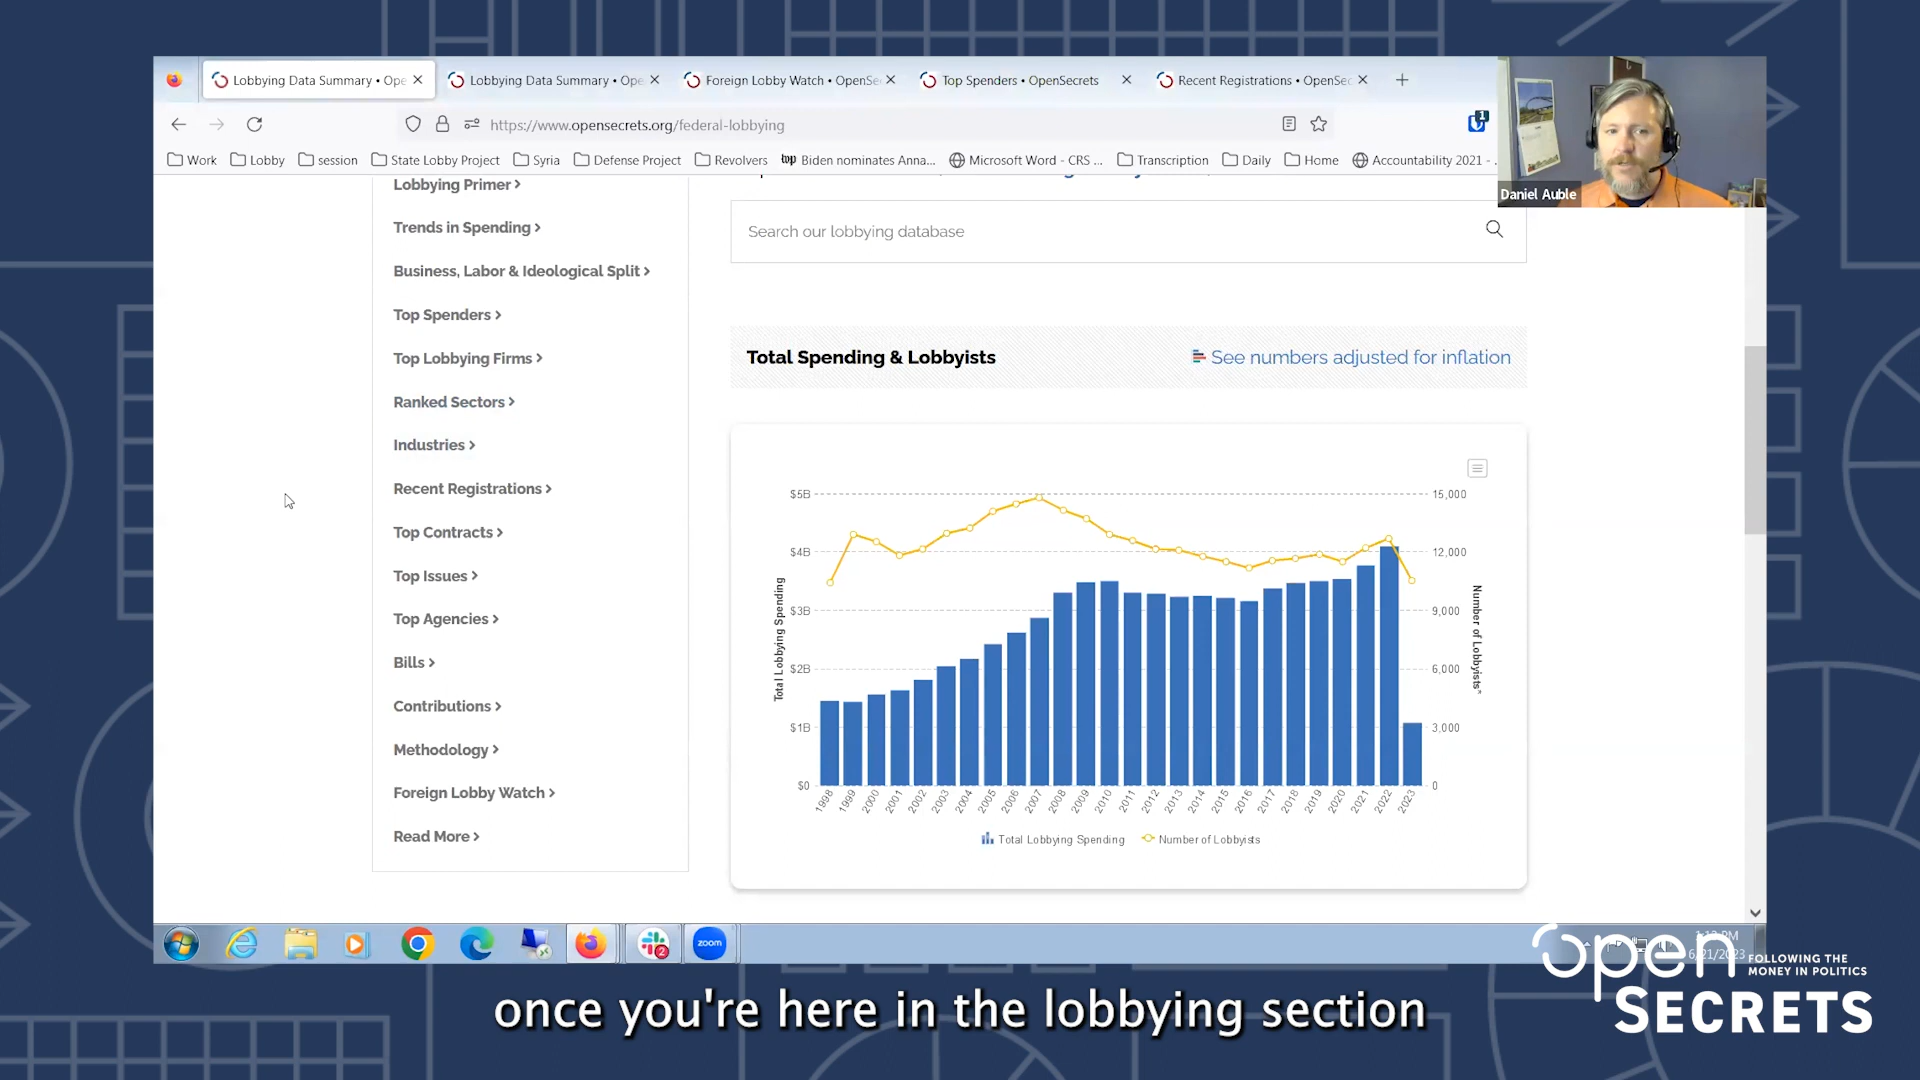 Lobbying Data Summary • Ope
Lobbying Data Summary • Ope
Foreign Lobby Watch • OpenSe
Top Spenders • OpenSecrets
Recent Registrations • OpenSec
https://www.opensecrets.org/federal-lobbying
1
Work
Lobby
session
State Lobby Project
Syria
Defense Project
Revolvers
top Biden nominates Anna...
Microsoft Word - CRS ...
Transcription
Daily
Home
Accountability 2021 - .
Daniel Auble
Lobbying Primer
Trends in Spending
Business, Labor & Ideological Split
Top Spenders
Top Lobbying Firms
Ranked Sectors
Industries
Recent Registrations
Top Contracts
Top Issues
Top Agencies
Bills
Contributions
Methodology
Foreign Lobby Watch
Read More
Search our lobbying database
Total Spending & Lobbyists
See numbers adjusted for inflation
$5B
$4B
$3B
$2B
$1B
$0
Total Lobbying Spending
15,000
12,000
9,000
6,000
3,000
0
Number of Lobbyists*
1998 1999 2000 2001 2002 2003 2004 2005 2006 2007 2008 2009 2010 2011 2012 2013 2014 2015 2016 2017 2018 2019 2020 2021 2022 2023
Total Lobbying Spending
Number of Lobbyists
2
zoom
6/21/2023
open
SECRETS
FOLLOWING THE
MONEY IN POLITICS
once you're here in the lobbying section